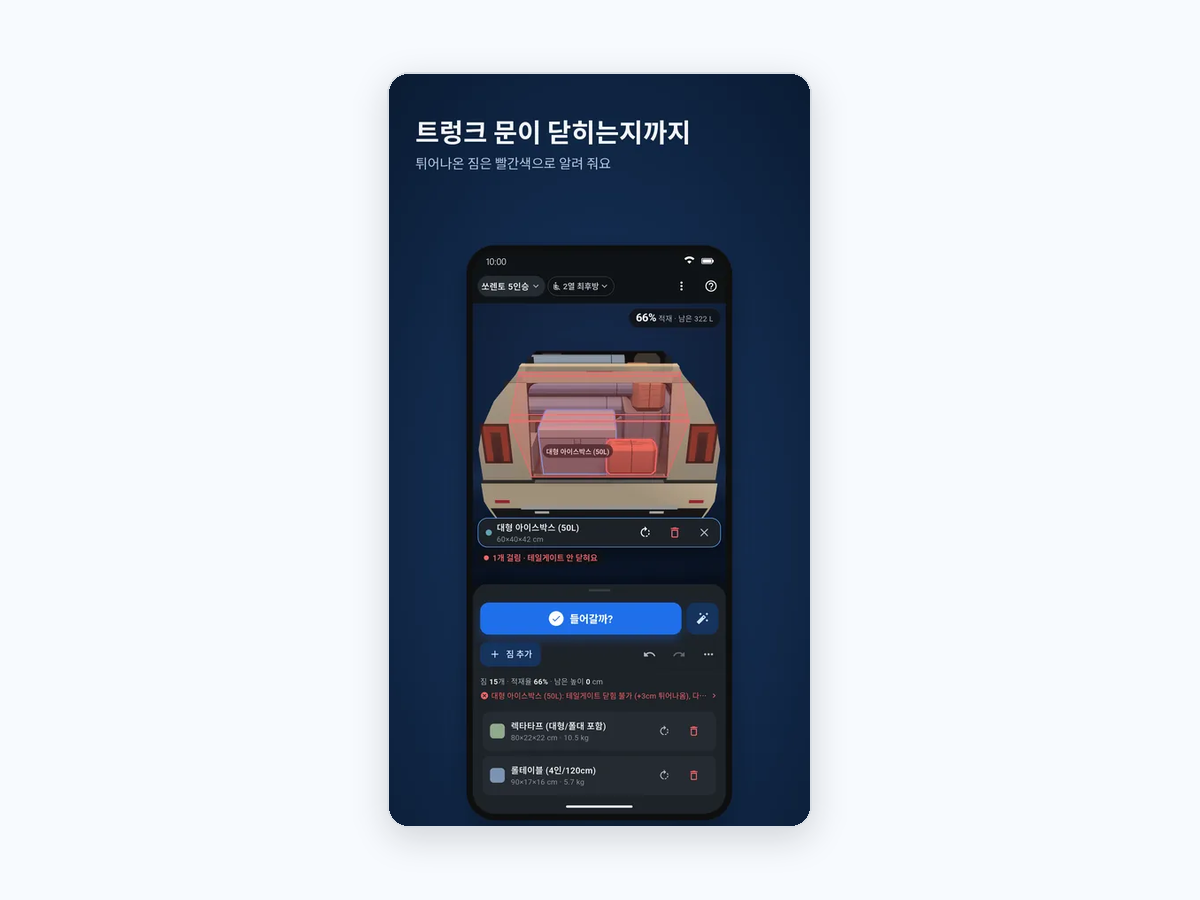 트렁크 문이 닫히는지까지
튀어나온 짐은 빨간색으로 알려 줘요
10:00
쏘렌토 5인승
2열 최후방
66% 적재 · 남은 322 L
대형 아이스박스 (50L)
대형 아이스박스 (50L)
60×40×42 cm
1개 걸림 · 테일게이트 안 닫혀요
들어갈까?
짐 추가
짐 15개 · 적재율 66% · 남은 높이 0 cm
대형 아이스박스 (50L): 테일게이트 닫힘 불가 (+3cm 튀어나옴), 다…
렉타타프 (대형/폴대 포함)
80×22×22 cm · 10.5 kg
롤테이블 (4인/120cm)
90×17×16 cm · 5.7 kg